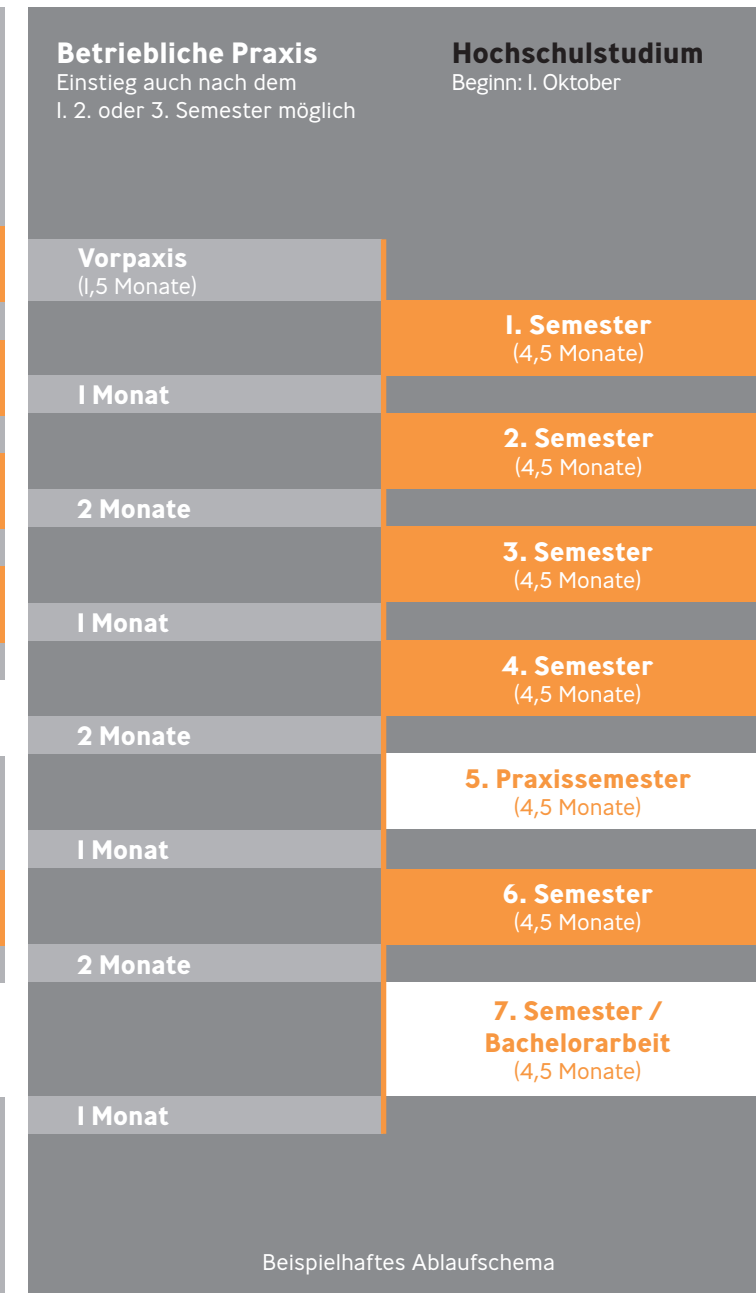 Betriebliche Praxis
Einstieg auch nach dem
1. 2. oder 3. Semester möglich
Hochschulstudium
Beginn: 1. Oktober
Vorpaxis
(1,5 Monate)
1. Semester
(4,5 Monate)
1 Monat
2. Semester
(4,5 Monate)
2 Monate
3. Semester
(4,5 Monate)
1 Monat
4. Semester
(4,5 Monate)
2 Monate
5. Praxissemester
(4,5 Monate)
1 Monat
6. Semester
(4,5 Monate)
2 Monate
7. Semester /
Bachelorarbeit
(4,5 Monate)
1 Monat
Beispielhaftes Ablaufschema